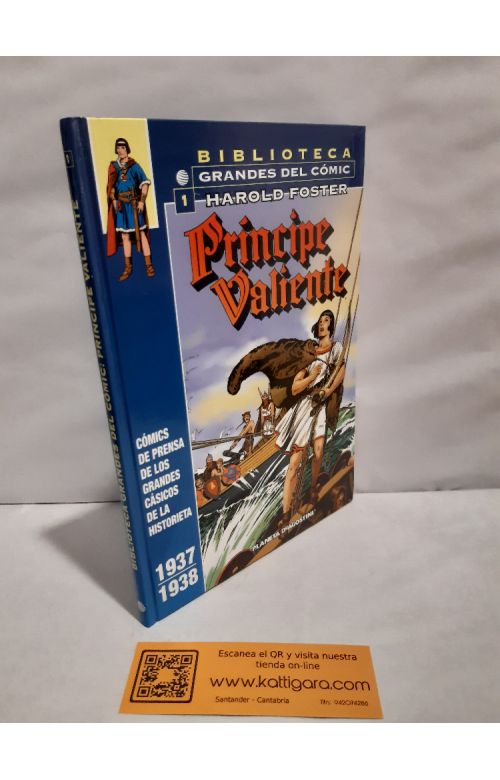 BIBLIOTECA
GRANDES DEL CÓMIC
1 HAROLD FOSTER
Príncipe
Valiente
CÓMICS
DE PRENSA
DE LOS
GRANDES
CÁSICOS
DE LA
HISTORIETA
1937
1938
PLANETA DEAGOSTINI
1
BIBLIOTECA GRANDES DEL CÓMIC: PRÍNCIPE VALIENTE
Escanea el QR y visita nuestra
tienda on-line
www.kattigara.com
Santander - Cantabria